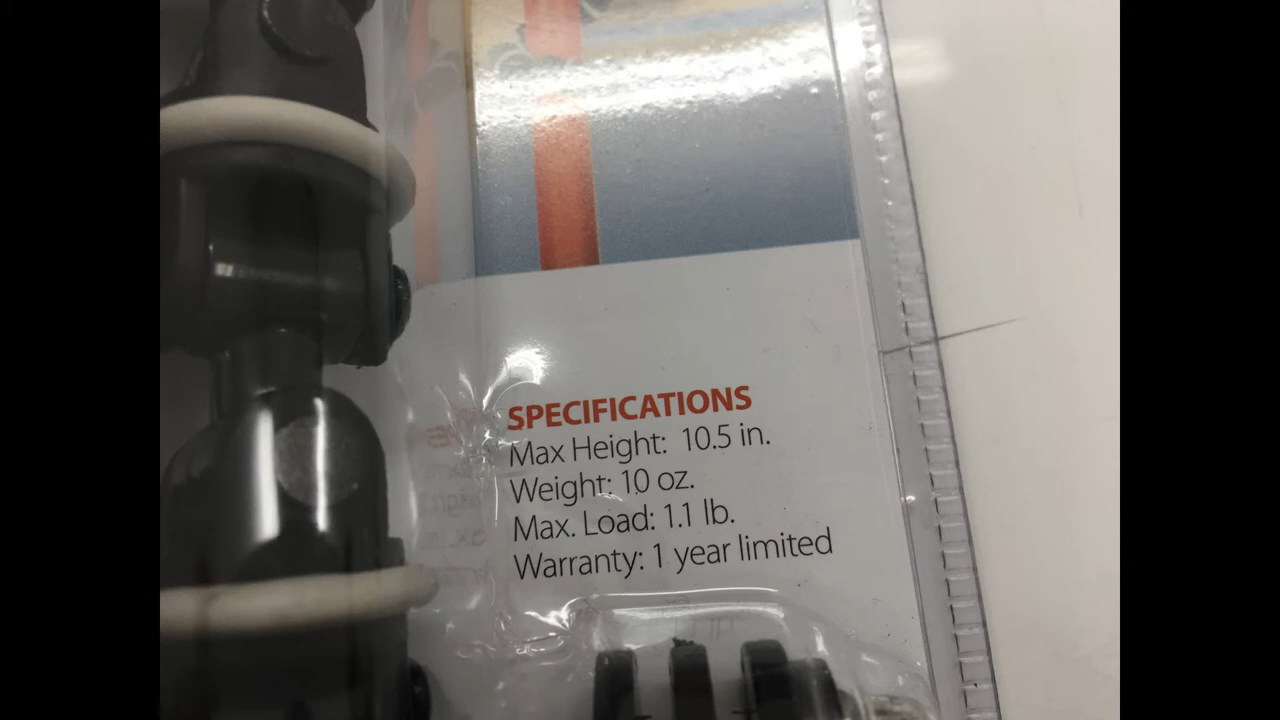 SPECIFICATIONS
Max Height: 10.5 in.
Weight: 10 oz.
Max. Load: 1.1 lb.
Warranty: 1 year limited